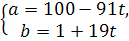 a = 100 − 91t,
b = 1 + 19t